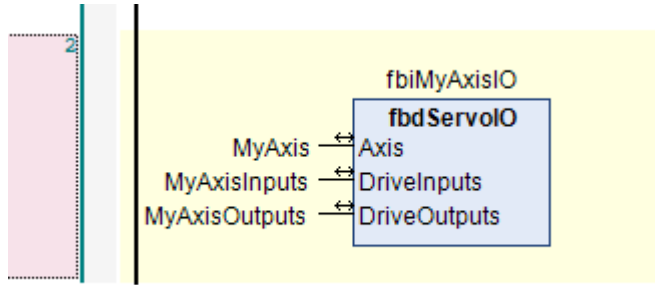 2
fbiMyAxisIO
fbdServoIO
MyAxis Axis
MyAxisInputs DriveInputs
MyAxisOutputs DriveOutputs